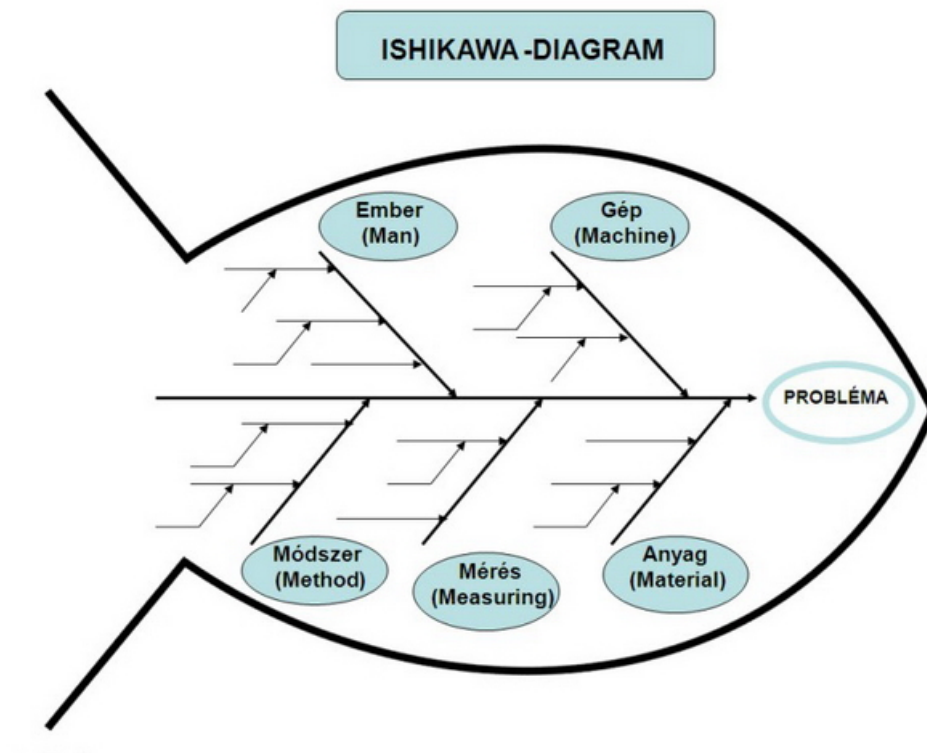 ISHIKAWA-DIAGRAM
Ember
(Man)
Gép
(Machine)
PROBLÉMA
Módszer
(Method)
Mérés
(Measuring)
Anyag
(Material)